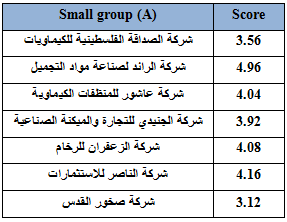 Small group (A) Score
شركة الصداقة الفلسطينية للكيماويات 3.56
شركة الرائد لصناعة مواد التجميل 4.96
شركة عاشور للمنظفات الكيماوية 4.04
شركة الجنيدي للتجارة والميكنة الصناعية 3.92
شركة الزعفران للرخام 4.08
شركة الناصر للاستثمارات 4.16
شركة صخور القدس 3.12